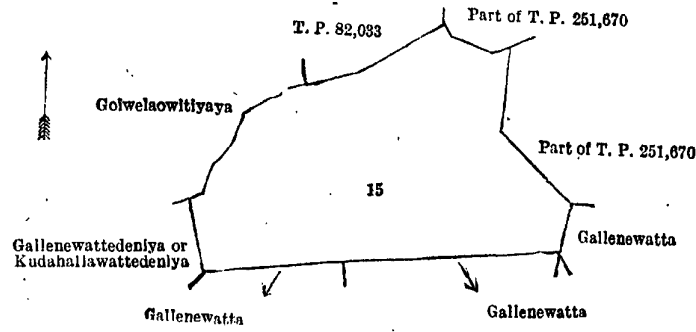 Part of T. P. 251,670
T. P. 82,033
Golwelaowitiyaya
Part of T. P. 251,670
15
Gallenewattedeniya or
Kudahallawattedeniya
Gallenewatta
Gallenewatta
Gallenewatta